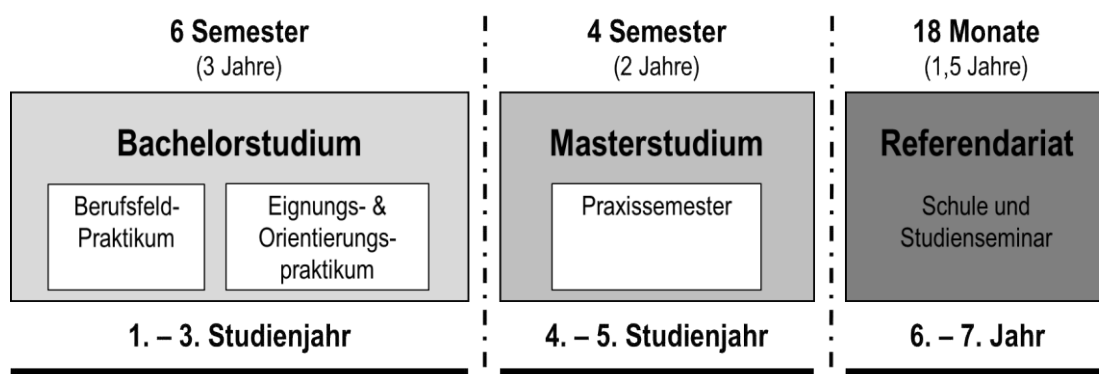 6 Semester
(3 Jahre)
4 Semester
(2 Jahre)
18 Monate
(1,5 Jahre)
Bachelorstudium
Berufsfeld-
Praktikum
Eignungs- &
Orientierungs-
praktikum
Masterstudium
Praxissemester
Referendariat
Schule und
Studienseminar
1. – 3. Studienjahr
4. – 5. Studienjahr
6. – 7. Jahr